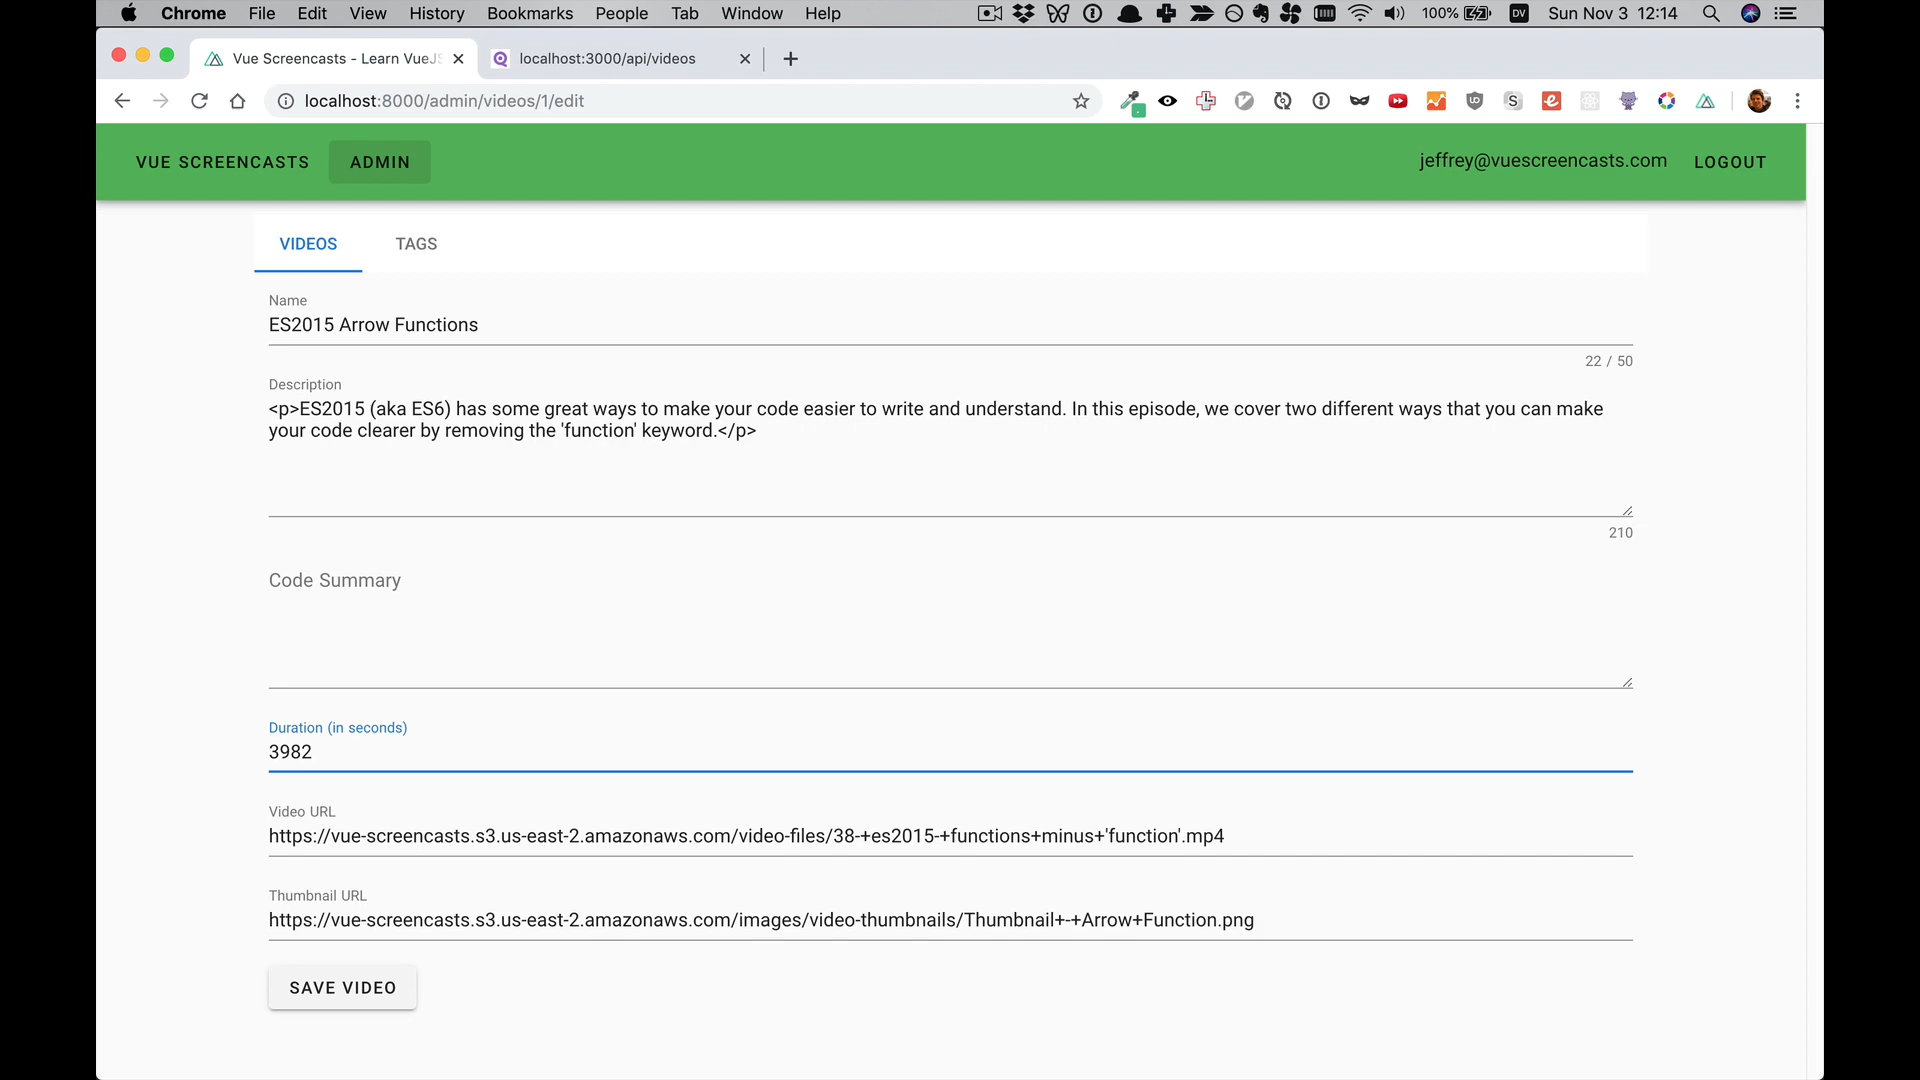 Chrome File Edit View History Bookmarks People Tab Window Help 100% DV Sun Nov 3 12:14
Vue Screencasts - Learn VueJS localhost:3000/api/videos
localhost:8000/admin/videos/1/edit
VUE SCREENCASTS ADMIN jeffrey@vuescreencasts.com LOGOUT
VIDEOS TAGS
Name
ES2015 Arrow Functions
22 / 50
Description
<p>ES2015 (aka ES6) has some great ways to make your code easier to write and understand. In this episode, we cover two different ways that you can make
your code clearer by removing the 'function' keyword.</p>
210
Code Summary
Duration (in seconds)
3982
Video URL
https://vue-screencasts.s3.us-east-2.amazonaws.com/video-files/38-+es2015-+functions+minus+'function'.mp4
Thumbnail URL
https://vue-screencasts.s3.us-east-2.amazonaws.com/images/video-thumbnails/Thumbnail+-+Arrow+Function.png
SAVE VIDEO